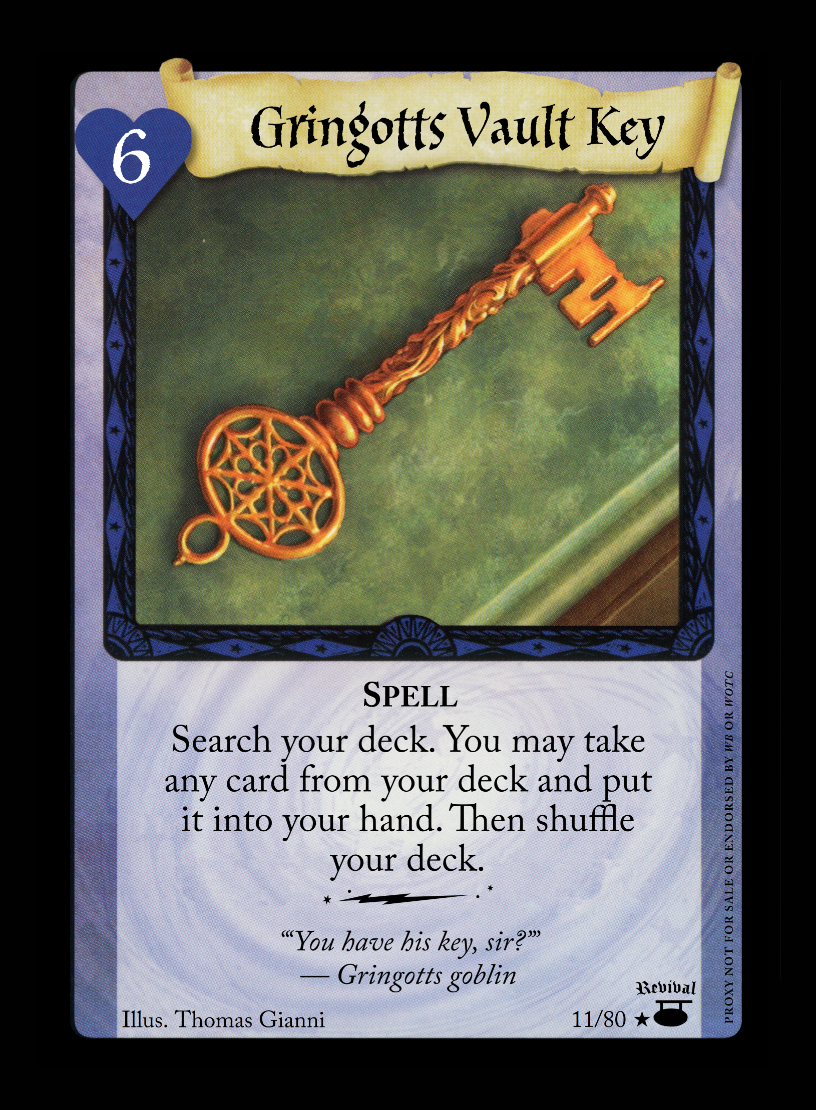 Gringotts Vault Key
6
SPELL
Search your deck. You may take
any card from your deck and put
it into your hand. Then shuffle
your deck.
“‘You have his key, sir?’”
— Gringotts goblin
Revival
Illus. Thomas Gianni
11/80 ★
PROXY NOT FOR SALE OR ENDORSED BY WB OR WOTC